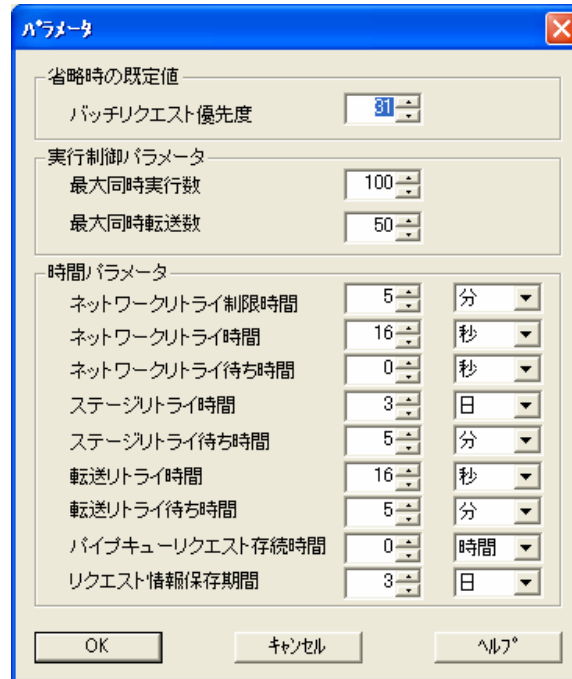 ﾊﾟﾗﾒｰﾀ
省略時の既定値
バッチリクエスト優先度 31
実行制御パラメータ
最大同時実行数 100
最大同時転送数 50
時間パラメータ
ネットワークリトライ制限時間 5 分
ネットワークリトライ時間 16 秒
ネットワークリトライ待ち時間 0 秒
ステージリトライ時間 3 日
ステージリトライ待ち時間 5 分
転送リトライ時間 16 秒
転送リトライ待ち時間 5 分
パイプキューリクエスト存続時間 0 時間
リクエスト情報保存期間 3 日
OK ｷｬﾝｾﾙ ﾍﾙﾌﾟ